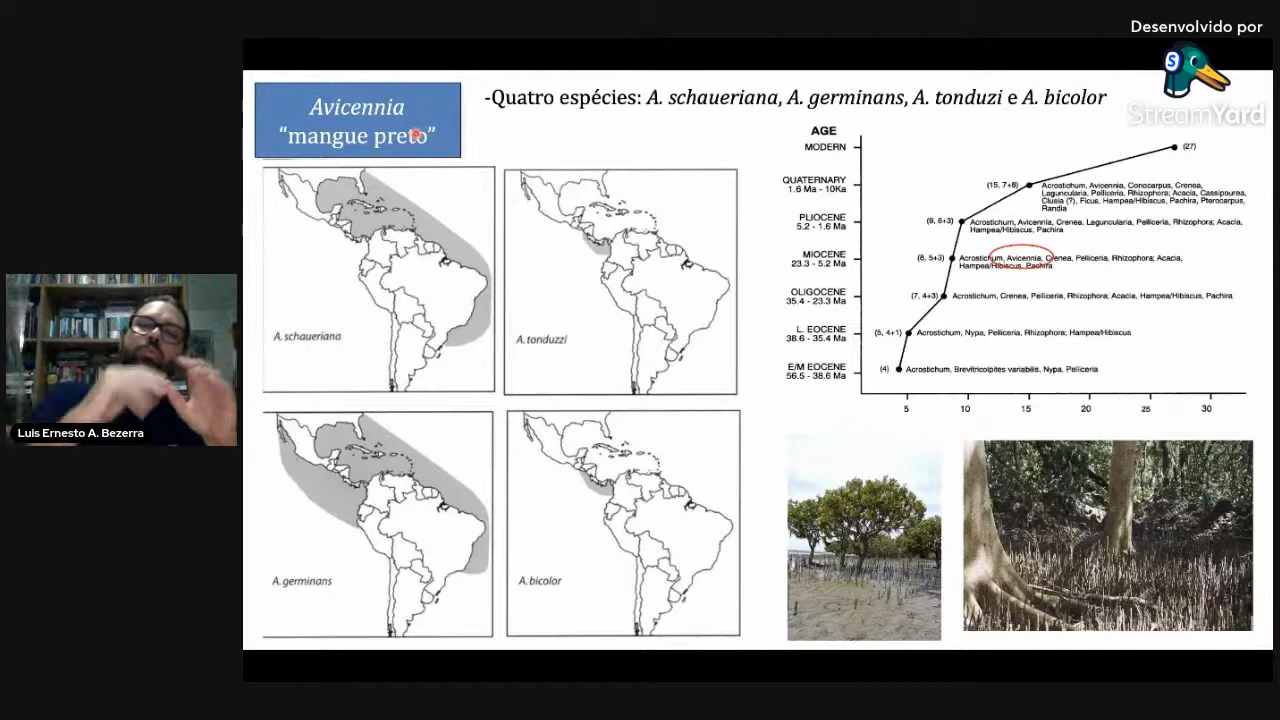 Desenvolvido por
S
StreamYard
Avicennia
“mangue preto”
-Quatro espécies: A. schaueriana, A. germinans, A. tonduzi e A. bicolor
A. schaueriana
A. tonduzzi
A. germinans
A. bicolor
AGE
MODERN
(27)
QUATERNARY
1.6 Ma - 10Ka
(15, 7+8)
Acrostichum, Avicennia, Conocarpus, Crenea,
Laguncularia, Pelliceria, Rhizophora; Acacia, Cassipourea,
Clusia (?), Ficus, Hampea/Hibiscus, Pachira, Pterocarpus,
Randia
PLIOCENE
5.2 - 1.6 Ma
(9, 6+3)
Acrostichum, Avicennia, Crenea, Laguncularia, Pelliceria, Rhizophora; Acacia,
Hampea/Hibiscus, Pachira
MIOCENE
23.3 - 5.2 Ma
(8, 5+3)
Acrostichum, Avicennia, Crenea, Pelliceria, Rhizophora; Acacia,
Hampea/Hibiscus, Pachira
OLIGOCENE
35.4 - 23.3 Ma
(7, 4+3)
Acrostichum, Crenea, Pelliceria, Rhizophora; Acacia, Hampea/Hibiscus, Pachira
L. EOCENE
38.6 - 35.4 Ma
(5, 4+1)
Acrostichum, Nypa, Pelliceria, Rhizophora; Hampea/Hibiscus
E/M EOCENE
56.5 - 38.6 Ma
(4)
Acrostichum, Brevitricolpites variabilis, Nypa, Pelliceria
5 10 15 20 25 30
Luis Ernesto A. Bezerra